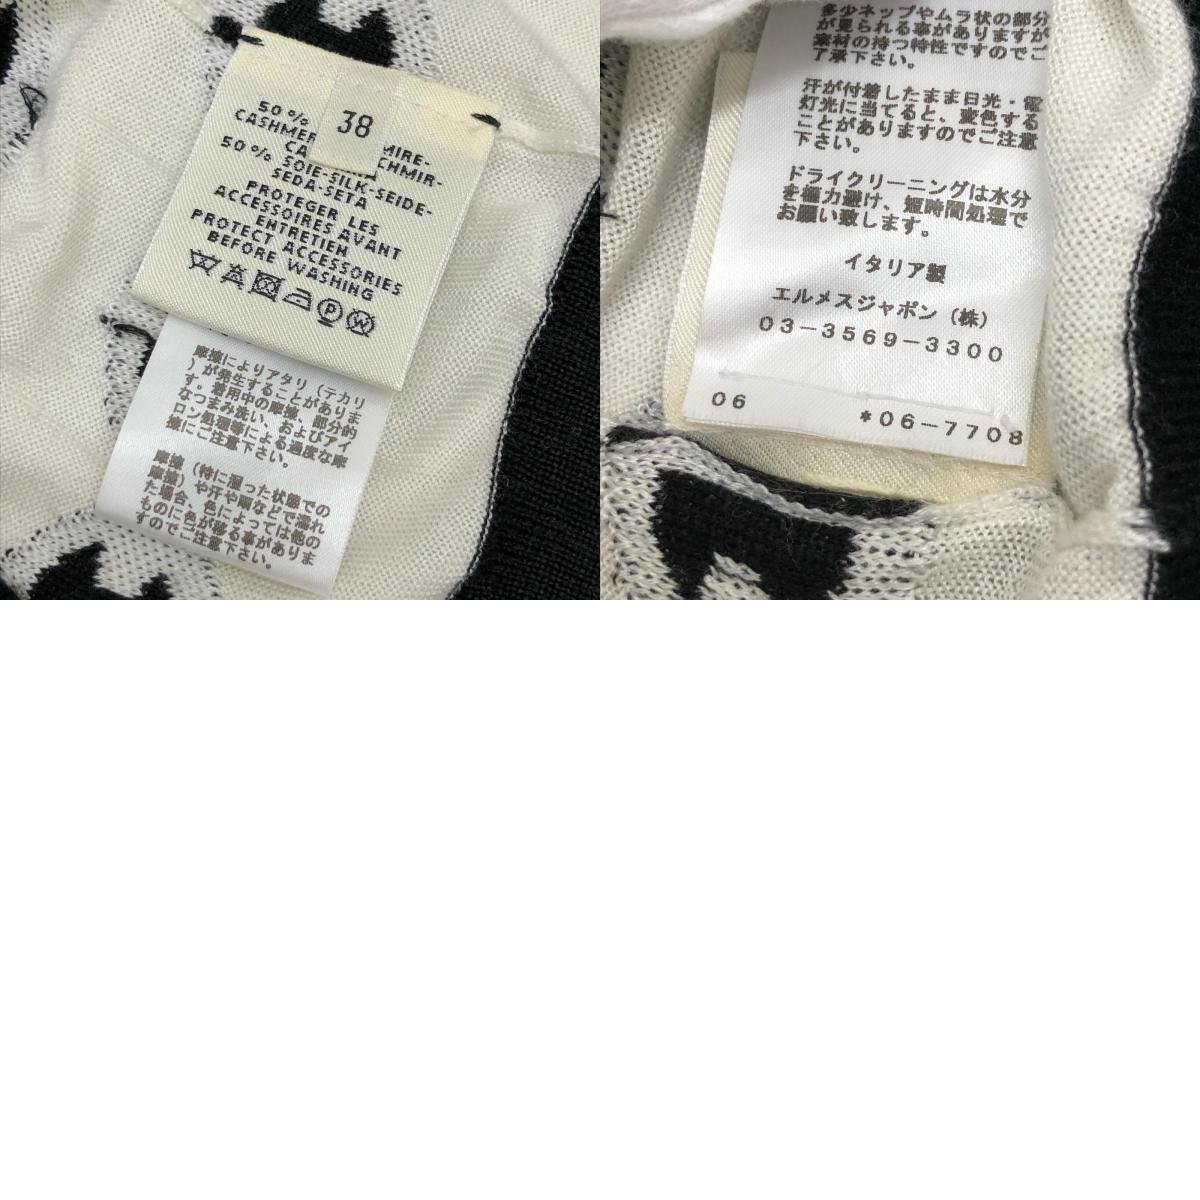 38
50%
CASHMER MIRE-
CA CHMIR-
50% SOIE-SILK-SEIDE-
SEDA-SETA
PROTEGER LES
ACCESSOIRES AVANT
ENTRETIEN
PROTECT ACCESSORIES
BEFORE WASHING
P
W
摩擦によりアタリ(テカリ
)が発生することがありま
す。着用中の摩擦、部分的
なつまみ洗い、およびアイ
ロン処理等による過度な摩
擦にご注意下さい。
摩擦(特に湿った状態での
摩擦)や汗や雨などで濡れ
た場合、色によっては他の
ものに色が移る事がありま
すのでご注意下さい。
多少ネップやムラ状の部分
が見られる事がありますが
素材の持つ特性ですのでご
了承下さい。
汗が付着したまま日光・電
灯光に当てると、変色する
ことがありますのでご注意
下さい。
ドライクリーニングは水分
を極力避け、短時間処理で
お願い致します。
イタリア製
エルメスジャポン(株)
03-3569-3300
06 *06-7708